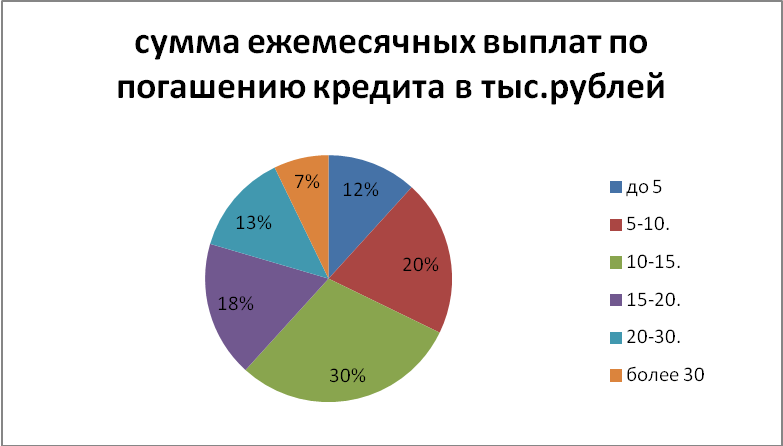 сумма ежемесячных выплат по
погашению кредита в тыс.рублей
7%
12%
13%
20%
18%
30%
до 5
5-10.
10-15.
15-20.
20-30.
более 30